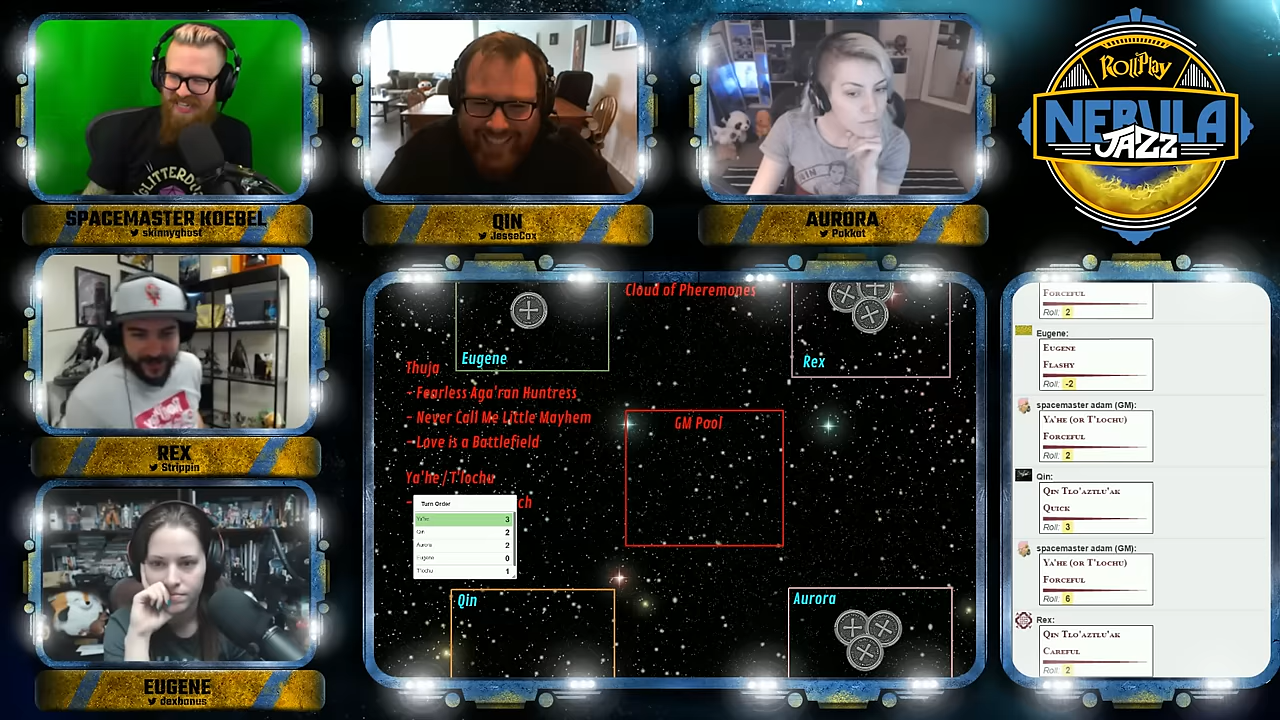 GLITTERDU
SPACEMASTER KOEBEL
skinnyghost
QIN
JesseCox
AURORA
Pokket
ROLLPLAY
NEBULA
JAZZ
REX
Strippin
EUGENE
dexbonus
Cloud of Pheremones
Eugene
Rex
Thuja
- Fearless Aga'ran Huntress
- Never Call Me Little Mayhem
- Love is a Battlefield
Ya'he / T'lochu
-
ch
GM Pool
Turn Order
Ya'he 3
Qin 2
Aurora 2
Eugene 0
T'lochu 1
Qin
Aurora
FORCEFUL
Roll: 2
Eugene:
EUGENE
FLASHY
Roll: -2
spacemaster adam (GM):
YA'HE (OR T'LOCHU)
FORCEFUL
Roll: 2
Qin:
QIN TLO'AZTLU'AK
QUICK
Roll: 3
spacemaster adam (GM):
YA'HE (OR T'LOCHU)
FORCEFUL
Roll: 6
Rex:
QIN TLO'AZTLU'AK
CAREFUL
Roll: 2